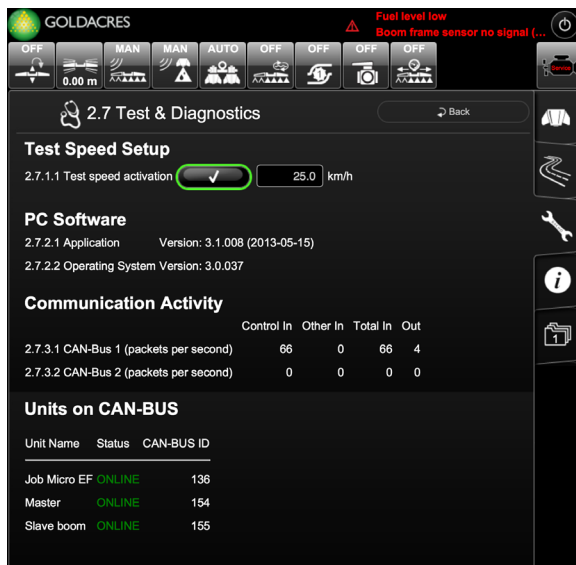 GOLDACRES
Fuel level low
Boom frame sensor no signal (...
OFF
MAN
MAN
AUTO
OFF
OFF
OFF
OFF
0.00 m
1
Service
2.7 Test & Diagnostics
Back
Test Speed Setup
2.7.1.1 Test speed activation 25.0 km/h
PC Software
2.7.2.1 Application Version: 3.1.008 (2013-05-15)
2.7.2.2 Operating System Version: 3.0.037
i
Communication Activity
1
Control In Other In Total In Out
2.7.3.1 CAN-Bus 1 (packets per second) 66 0 66 4
2.7.3.2 CAN-Bus 2 (packets per second) 0 0 0 0
Units on CAN-BUS
Unit Name Status CAN-BUS ID
Job Micro EF ONLINE 136
Master ONLINE 154
Slave boom ONLINE 155